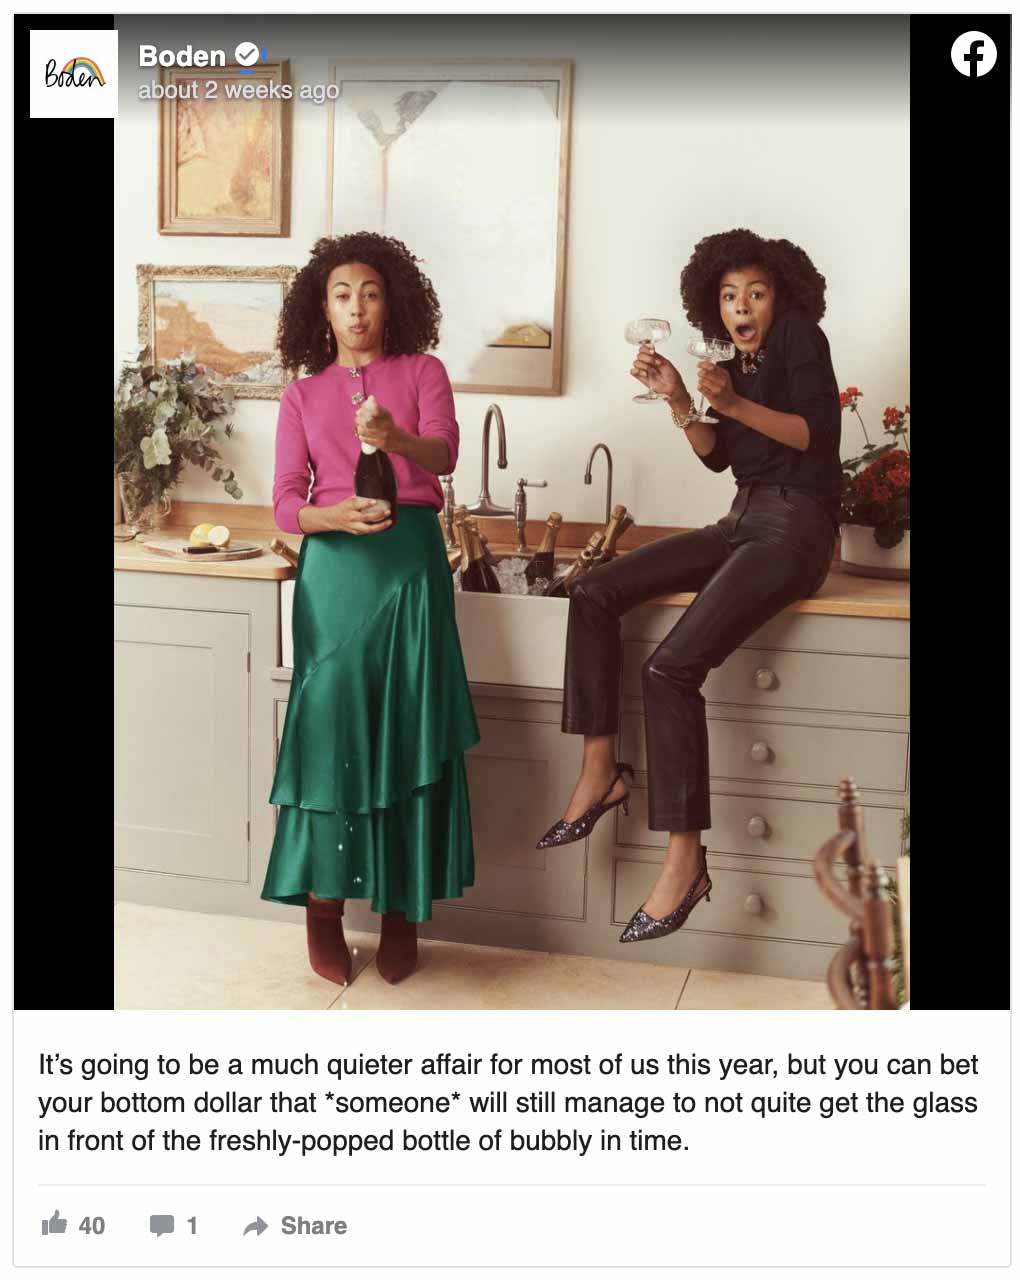 Boden
Boden
about 2 weeks ago
It’s going to be a much quieter affair for most of us this year, but you can bet
your bottom dollar that *someone* will still manage to not quite get the glass
in front of the freshly-popped bottle of bubbly in time.
40 1 Share